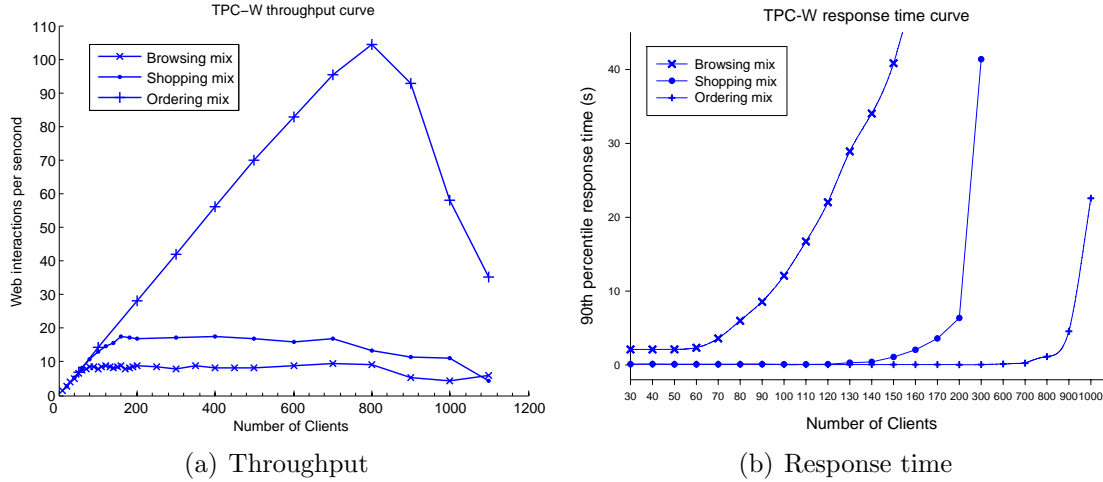 TPC−W throughput curve
110
100
90
80
70
60
50
40
30
20
10
0
Web interactions per sencond
Browsing mix
Shopping mix
Ordering mix
0 200 400 600 800 1000 1200
Number of Clients
(a) Throughput
TPC-W response time curve
40
30
20
10
0
90th percentile response time (s)
Browsing mix
Shopping mix
Ordering mix
30 40 50 60 70 80 90 100 110 120 130 140 150 160 170 200 300 600 700 800 900 1000
Number of Clients
(b) Response time